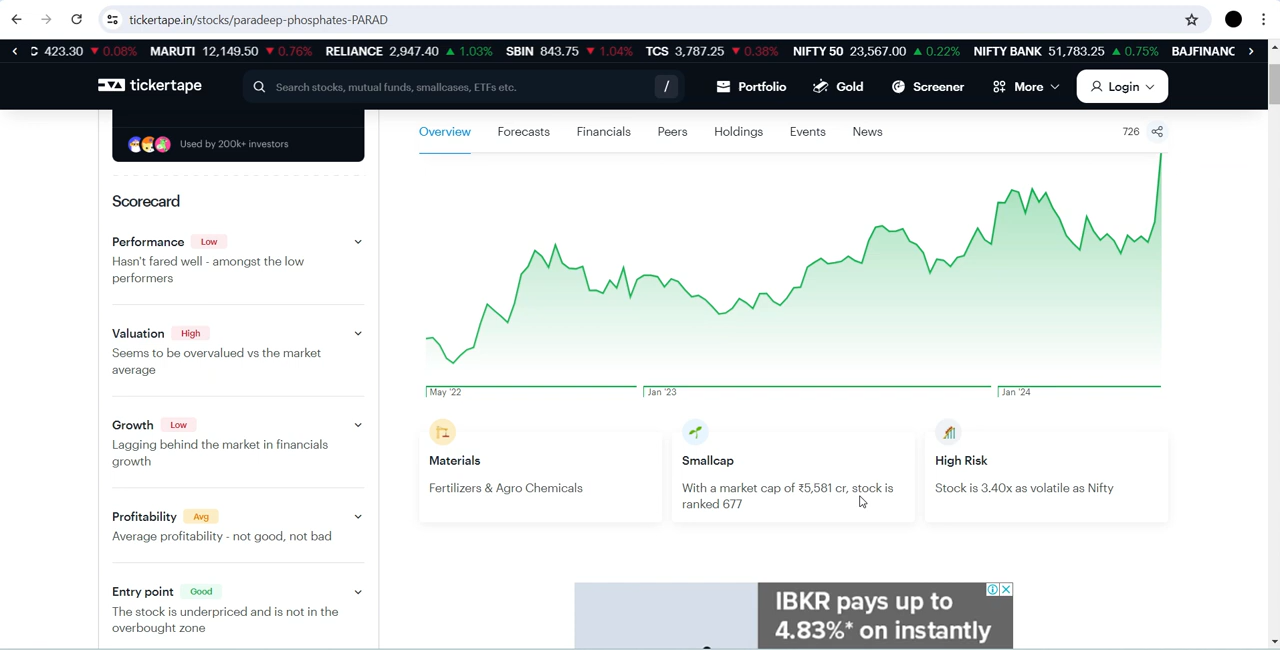 tickertape.in/stocks/paradeep-phosphates-PARAD
C 423.30 ▼ 0.08% MARUTI 12,149.50 ▼ 0.76% RELIANCE 2,947.40 ▲ 1.03% SBIN 843.75 ▼ 1.04% TCS 3,787.25 ▼ 0.38% NIFTY 50 23,567.00 ▲ 0.22% NIFTY BANK 51,783.25 ▲ 0.75% BAJFINANC
tickertape Search stocks, mutual funds, smallcases, ETFs etc. / Portfolio Gold Screener More Login
Used by 200k+ investors
Overview Forecasts Financials Peers Holdings Events News 726
Scorecard
Performance Low
Hasn't fared well - amongst the low
performers
Valuation High
Seems to be overvalued vs the market
average
Growth Low
Lagging behind the market in financials
growth
Profitability Avg
Average profitability - not good, not bad
Entry point Good
The stock is underpriced and is not in the
overbought zone
May '22 Jan '23 Jan '24
Materials
Fertilizers & Agro Chemicals
Smallcap
With a market cap of ₹5,581 cr, stock is
ranked 677
High Risk
Stock is 3.40x as volatile as Nifty
IBKR pays up to
4.83%* on instantly